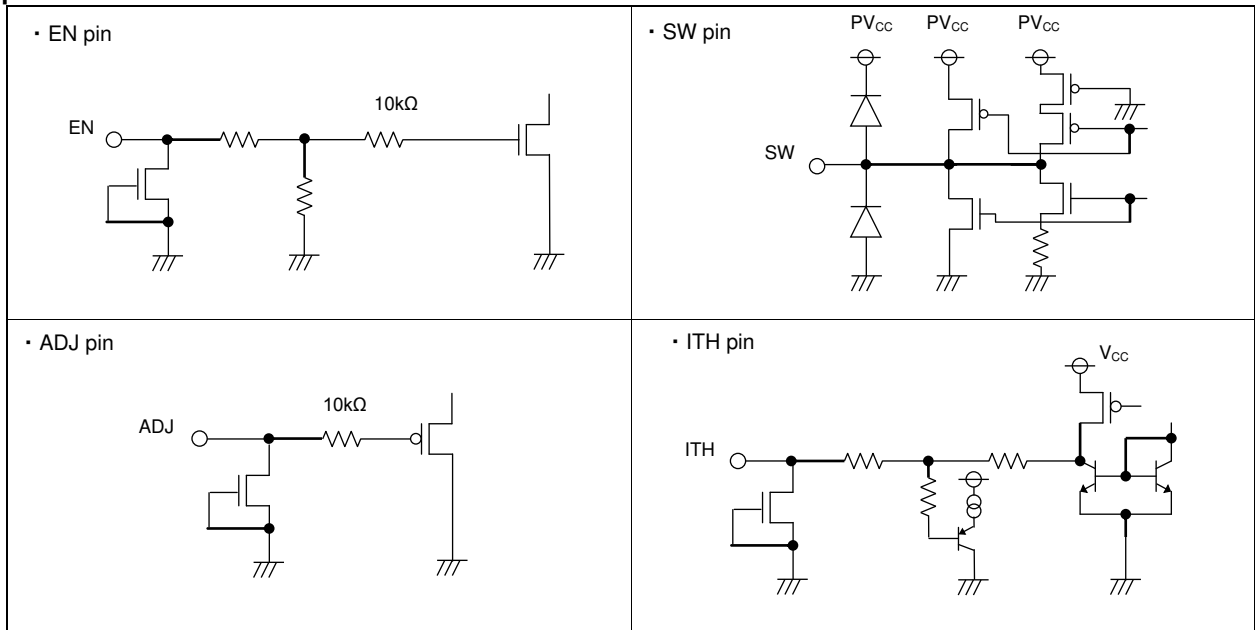 ・EN pin
10kΩ
EN
・SW pin
PVCC PVCC PVCC
SW
・ADJ pin
10kΩ
ADJ
・ITH pin
VCC
ITH